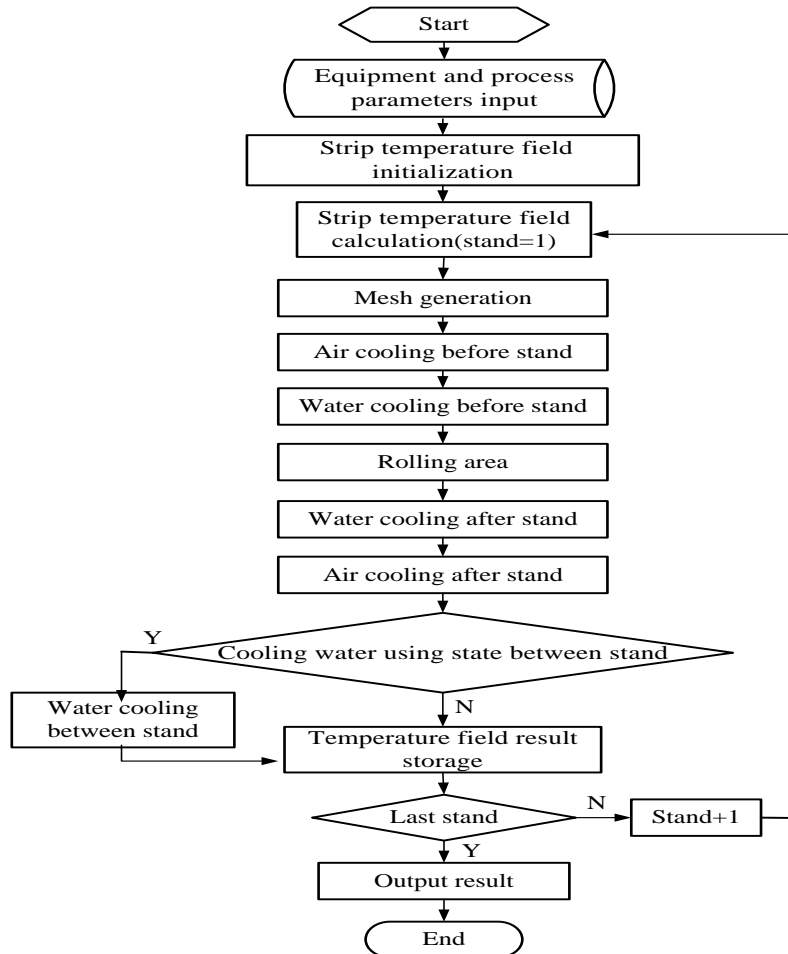 Start
Equipment and process
parameters input
Strip temperature field
initialization
Strip temperature field
calculation(stand=1)
Mesh generation
Air cooling before stand
Water cooling before stand
Rolling area
Water cooling after stand
Air cooling after stand
Y
Cooling water using state between stand
Water cooling
between stand
N
Temperature field result
storage
Last stand
N
Stand+1
Y
Output result
End